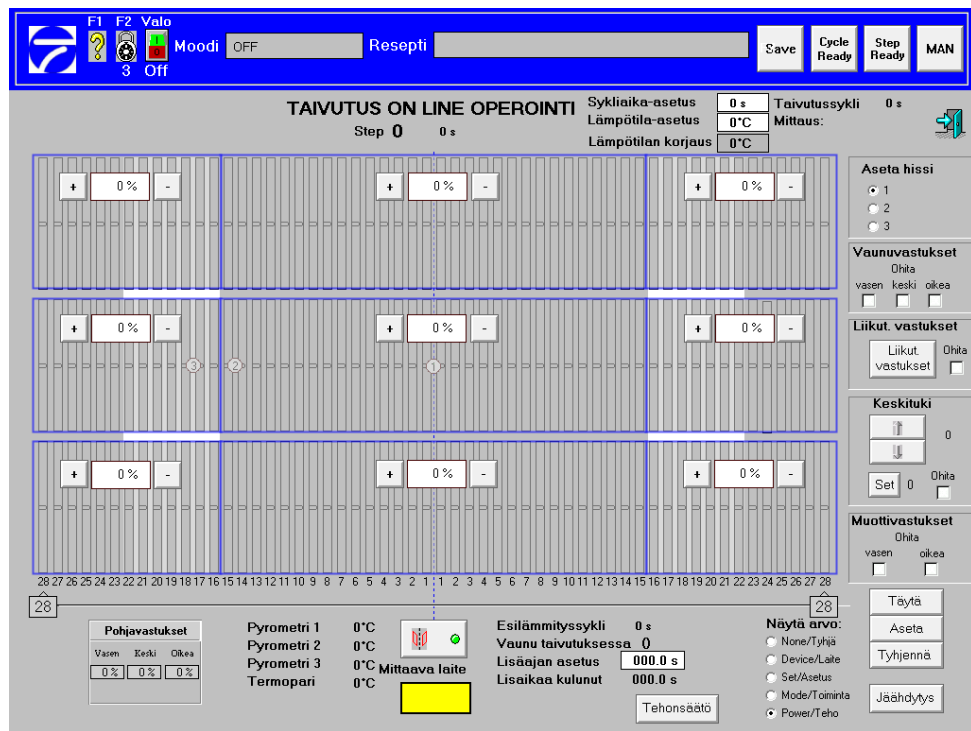 F1 F2 Valo
Moodi OFF Resepti
3 Off
Save Cycle Ready Step Ready MAN
TAIVUTUS ON LINE OPEROINTI
Step 0 0 s
Sykliaika-asetus 0 s Taivutussykli 0 s
Lämpötila-asetus 0°C Mittaus:
Lämpötilan korjaus 0°C
+ 0 % - + 0 % - + 0 % -
+ 0 % - + 0 % - + 0 % -
3 2 1
+ 0 % - + 0 % - + 0 % -
28 27 26 25 24 23 22 21 20 19 18 17 16 15 14 13 12 11 10 9 8 7 6 5 4 3 2 1 1 2 3 4 5 6 7 8 9 10 11 12 13 14 15 16 17 18 19 20 21 22 23 24 25 26 27 28
28 28
Aseta hissi
1
2
3
Vaunuvastukset
Ohita
vasen keski oikea
Liikut. vastukset
Liikut. vastukset Ohita
Keskituki
0
Set 0 Ohita
Muottivastukset
Ohita
vasen oikea
Täytä
Aseta
Tyhjennä
Jäähdytys
Pohjavastukset
Vasen Keski Oikea
0 % 0 % 0 %
Pyrometri 1 0°C
Pyrometri 2 0°C
Pyrometri 3 0°C
Termopari 0°C
Mittaava laite
Esilämmityssykli 0 s
Vaunu taivutuksessa 0
Lisäajan asetus 000.0 s
Lisaikaa kulunut 000.0 s
Tehonsäätö
Näytä arvo:
None/Tyhjä
Device/Laite
Set/Asetus
Mode/Toiminta
Power/Teho